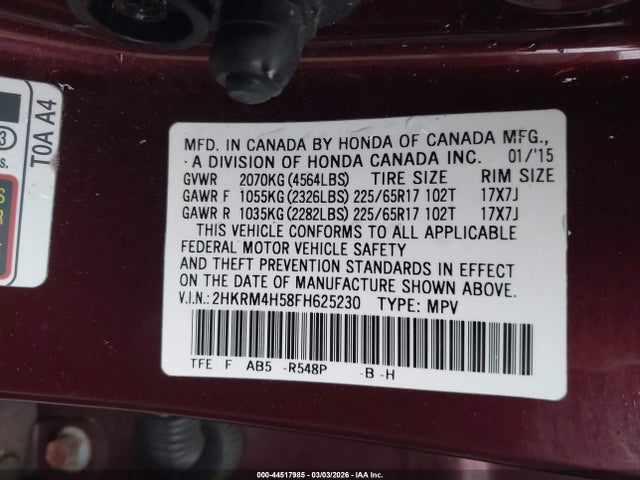 3
s.
T0A A4
MFD. IN CANADA BY HONDA OF CANADA MFG.,
A DIVISION OF HONDA CANADA INC. 01/'15
GVWR 2070KG (4564LBS) TIRE SIZE RIM SIZE
GAWR F 1055KG (2326LBS) 225/65R17 102T 17X7J
GAWR R 1035KG (2282LBS) 225/65R17 102T 17X7J
THIS VEHICLE CONFORMS TO ALL APPLICABLE
FEDERAL MOTOR VEHICLE SAFETY
AND THEFT PREVENTION STANDARDS IN EFFECT
ON THE DATE OF MANUFACTURE SHOWN ABOVE.
V.I.N.: 2HKRM4H58FH625230 TYPE: MPV
TFE F AB5 -R548P -B -H
000-44517985 - 03/03/2026 - IAA Inc.